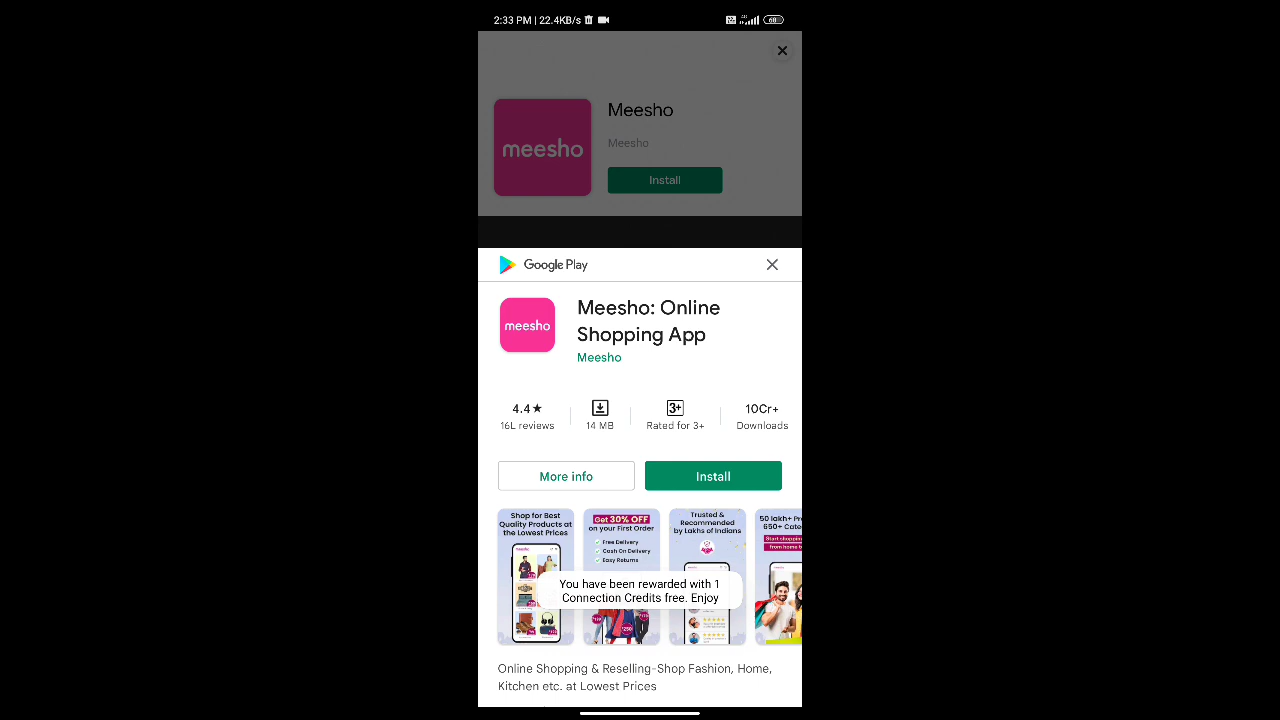 2:33 PM | 22.4KB/s
68
Meesho
meesho
Meesho
Install
Google Play
meesho
Meesho: Online
Shopping App
Meesho
4.4★
16L reviews
14 MB
3+
Rated for 3+
10Cr+
Downloads
More info
Install
Shop for Best
Quality Products at
the Lowest Prices
Get 30% OFF
on your First Order
Free Delivery
Cash On Delivery
Easy Returns
Trusted &
Recommended
by Lakhs of Indians
50 lakh+
650+
Start
from home
You have been rewarded with 1
Connection Credits free. Enjoy
Online Shopping & Reselling-Shop Fashion, Home,
Kitchen etc. at Lowest Prices